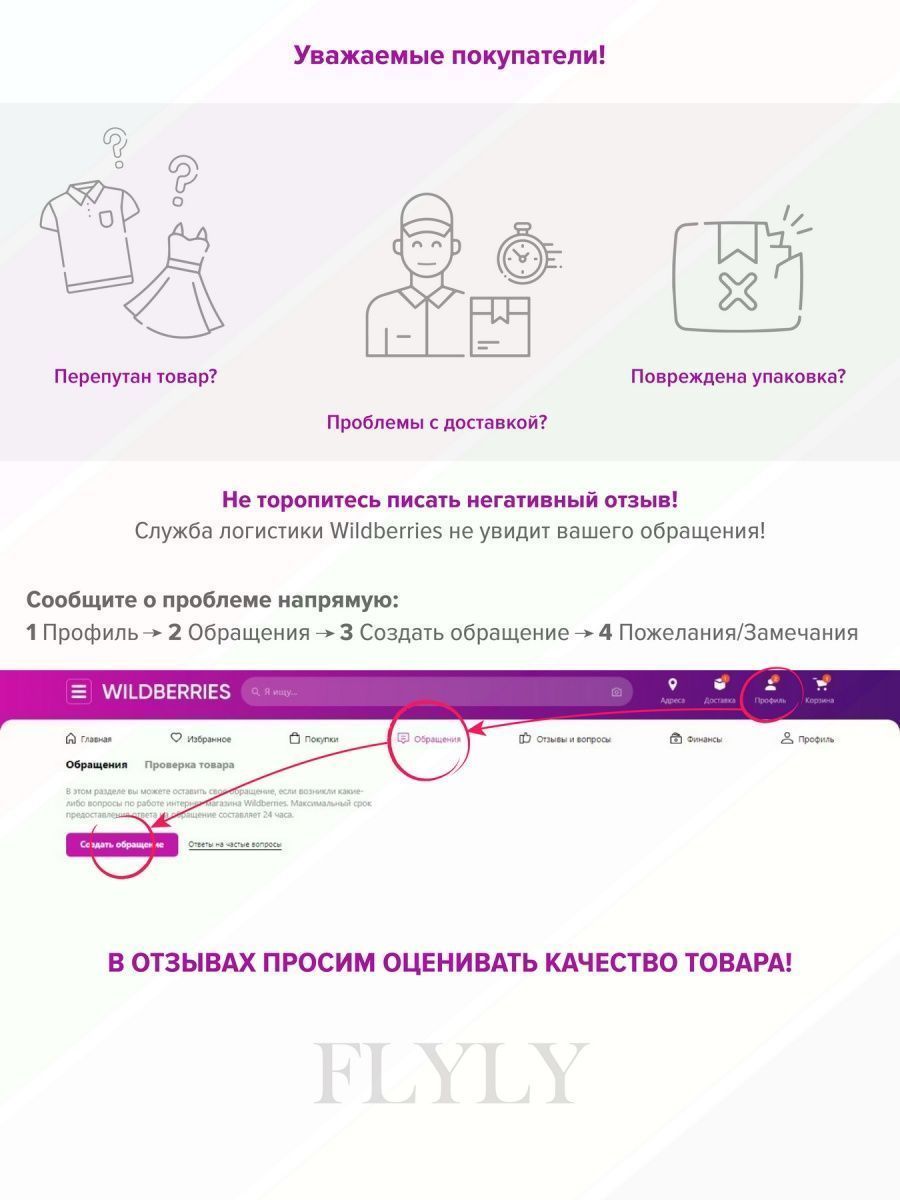 Уважаемые покупатели!
Перепутан товар?
Проблемы с доставкой?
Повреждена упаковка?
Не торопитесь писать негативный отзыв!
Служба логистики Wildberries не увидит вашего обращения!
Сообщите о проблеме напрямую:
1 Профиль → 2 Обращения → 3 Создать обращение → 4 Пожелания/Замечания
WILDBERRIES Я ищу... Адреса Доставка Профиль Корзина
Главная Избранное Покупки Обращения Отзывы и вопросы Финансы Профиль
Обращения Проверка товара
В этом разделе вы можете оставить свое обращение, если возникли какие-
либо вопросы по работе интернет-магазина Wildberries. Максимальный срок
предоставления ответа на обращение составляет 24 часа.
Создать обращение Ответы на частые вопросы
В ОТЗЫВАХ ПРОСИМ ОЦЕНИВАТЬ КАЧЕСТВО ТОВАРА!
FLYLY